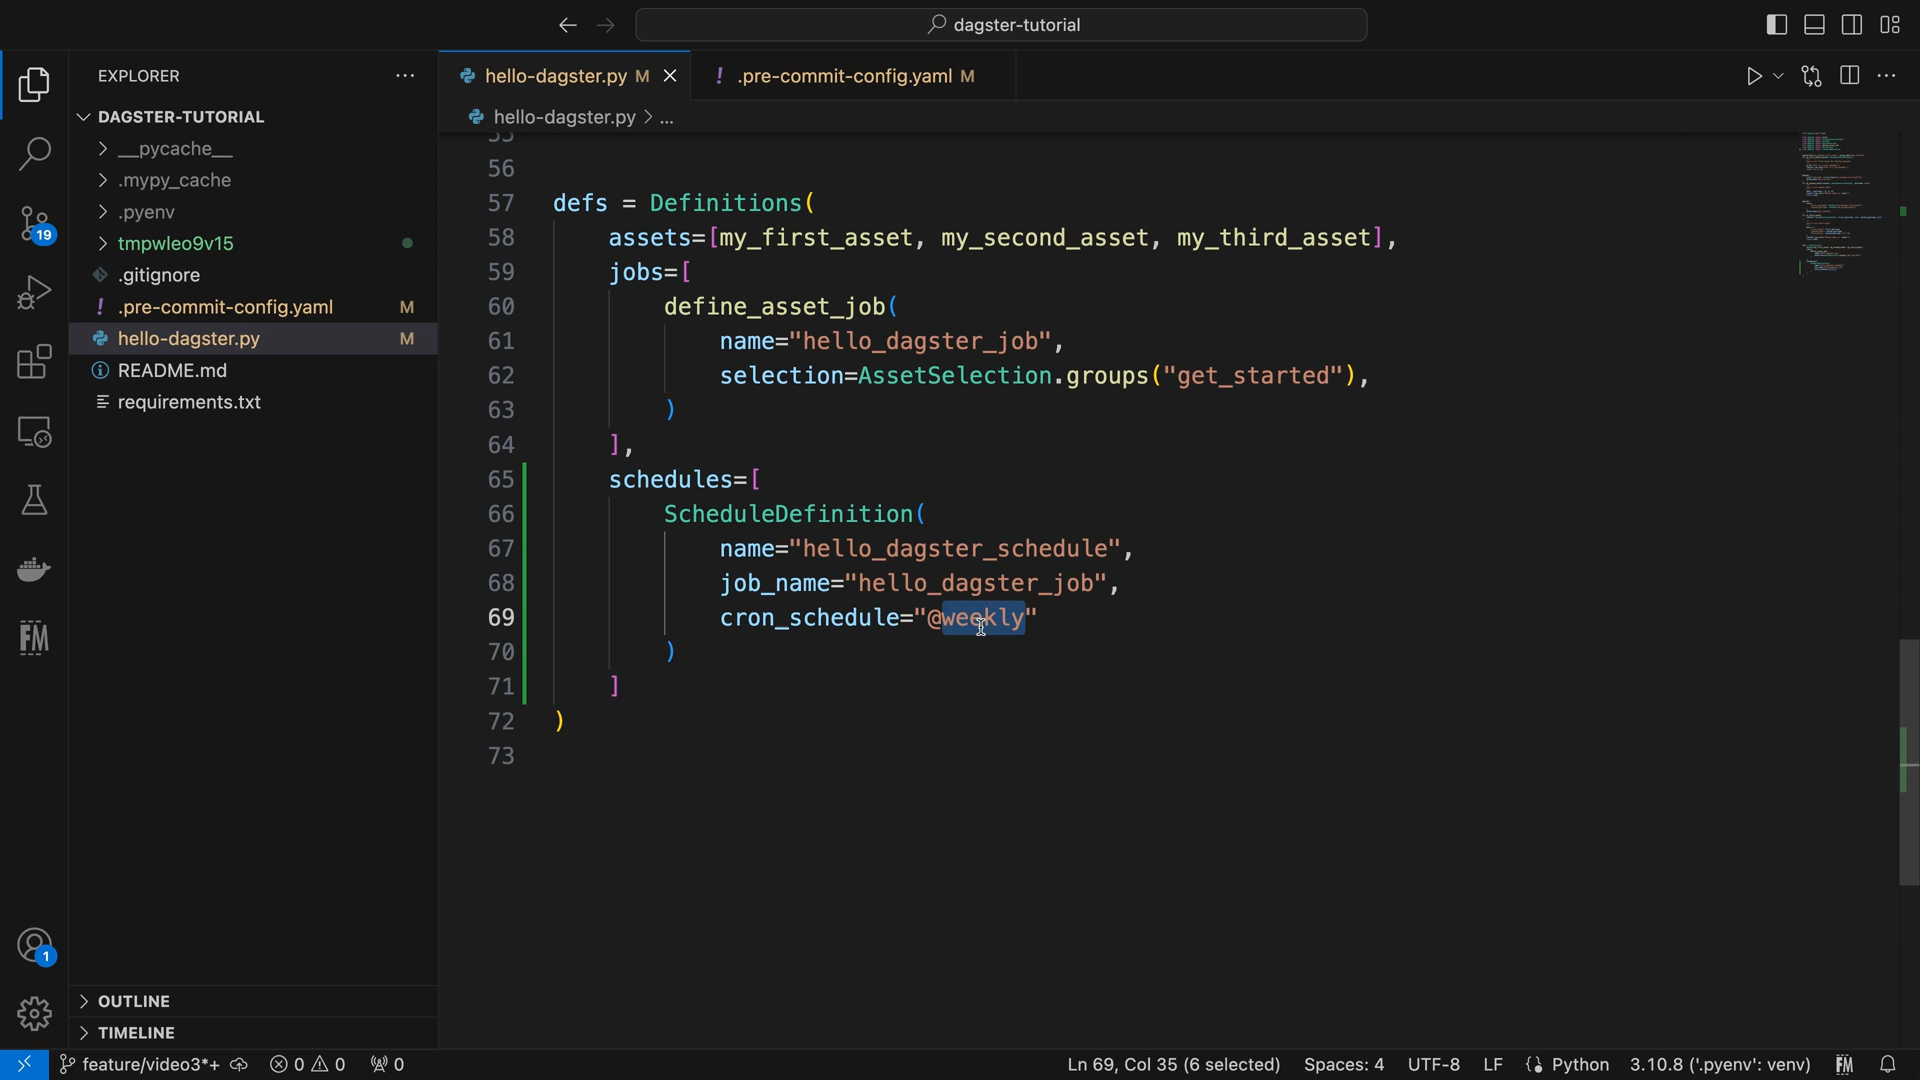 dagster-tutorial
EXPLORER
DAGSTER-TUTORIAL
__pycache__
.mypy_cache
.pyenv
tmpwleo9v15
.gitignore
.pre-commit-config.yaml M
hello-dagster.py M
README.md
requirements.txt
OUTLINE
TIMELINE
19
1
FM
hello-dagster.py M
.pre-commit-config.yaml M
hello-dagster.py > ...
55
56
57 defs = Definitions(
58 assets=[my_first_asset, my_second_asset, my_third_asset],
59 jobs=[
60 define_asset_job(
61 name="hello_dagster_job",
62 selection=AssetSelection.groups("get_started"),
63 )
64 ],
65 schedules=[
66 ScheduleDefinition(
67 name="hello_dagster_schedule",
68 job_name="hello_dagster_job",
69 cron_schedule="@weekly"
70 )
71 ]
72 )
73
feature/video3*+ 0 0 0 Ln 69, Col 35 (6 selected) Spaces: 4 UTF-8 LF Python 3.10.8 ('.pyenv': venv) FM